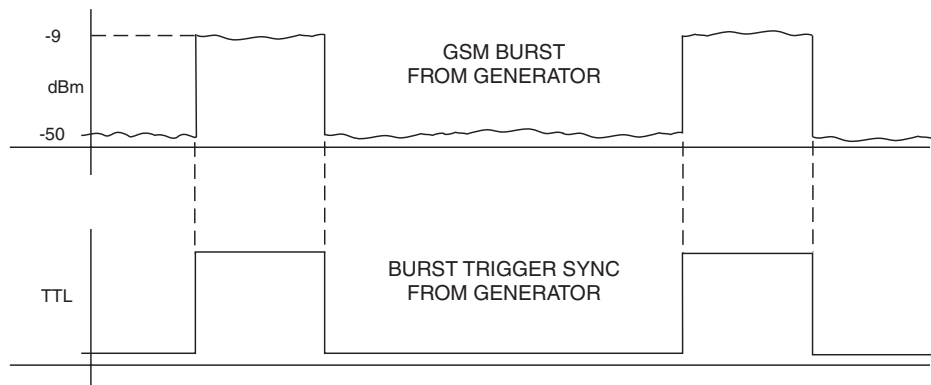 -9
GSM BURST
FROM GENERATOR
dBm
-50
BURST TRIGGER SYNC
FROM GENERATOR
TTL